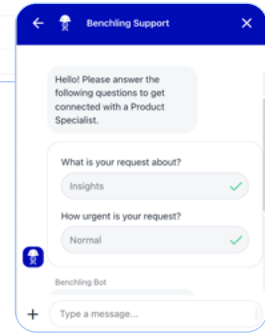 Benchling Support
Hello! Please answer the
following questions to get
connected with a Product
Specialist.
What is your request about?
Insights
How urgent is your request?
Normal
Benchling Bot
Type a message...